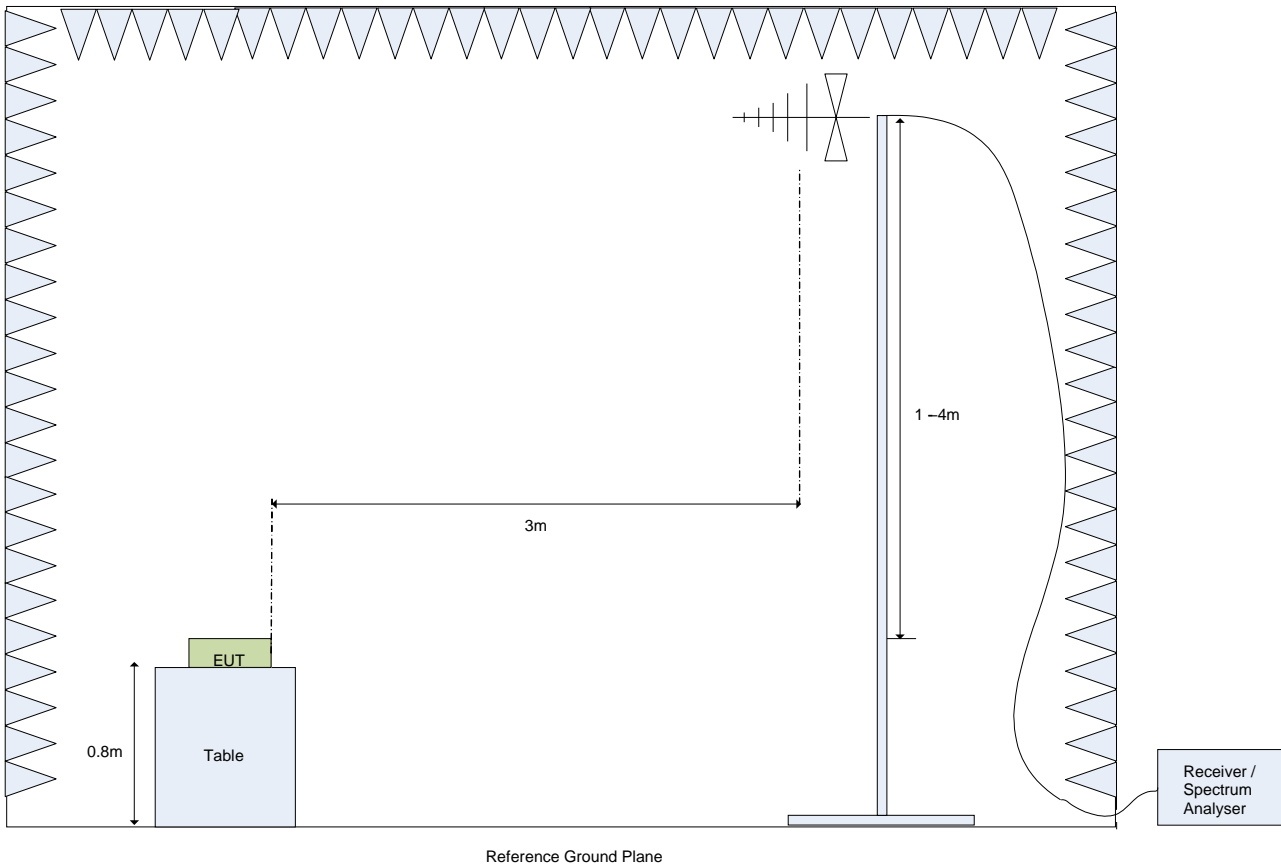 1 –4m
3m
EUT
0.8m
Table
Receiver /
Spectrum
Analyser
Reference Ground Plane